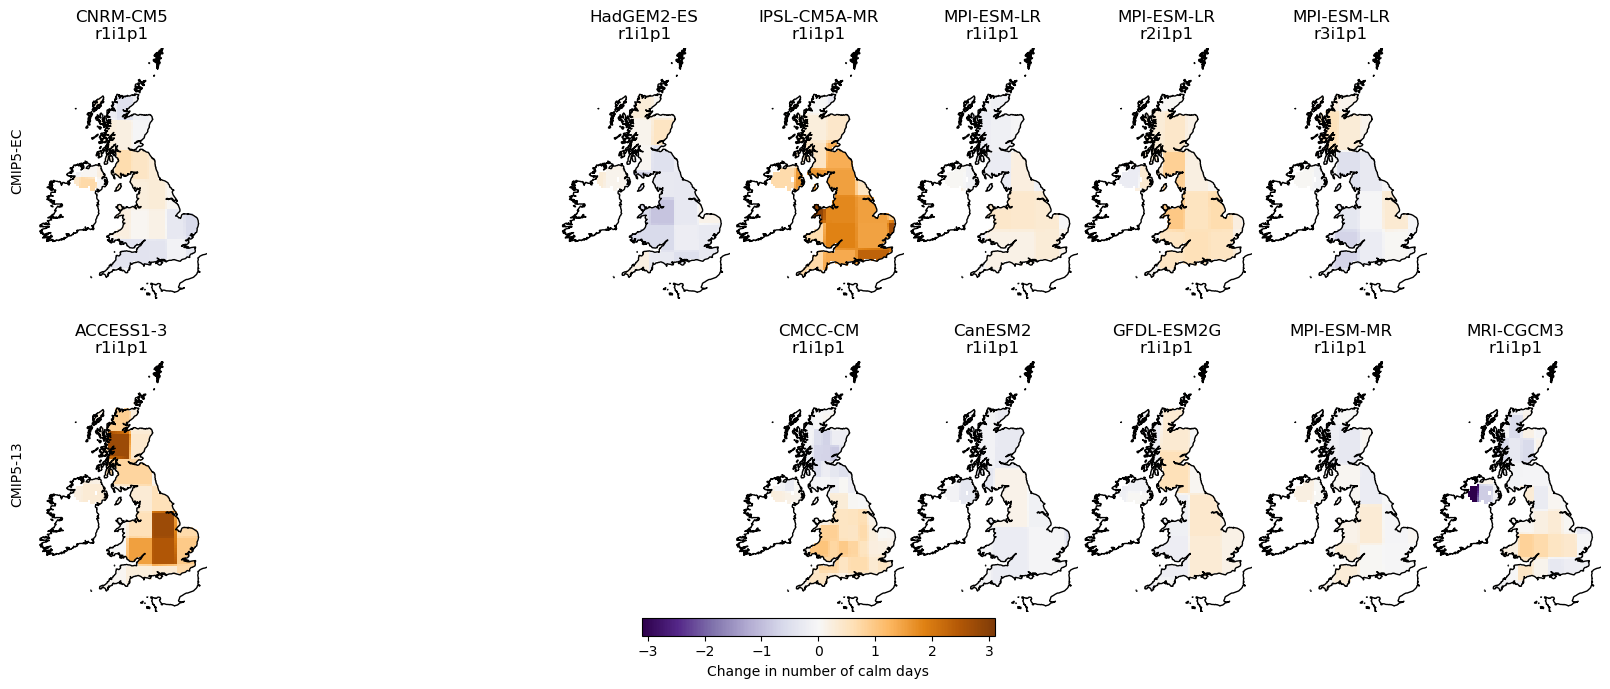 CNRM-CM5
r1i1p1
HadGEM2-ES
r1i1p1
IPSL-CM5A-MR
r1i1p1
MPI-ESM-LR
r1i1p1
MPI-ESM-LR
r2i1p1
MPI-ESM-LR
r3i1p1
CMIP5-EC
ACCESS1-3
r1i1p1
CMCC-CM
r1i1p1
CanESM2
r1i1p1
GFDL-ESM2G
r1i1p1
MPI-ESM-MR
r1i1p1
MRI-CGCM3
r1i1p1
CMIP5-13
−3 −2 −1 0 1 2 3
Change in number of calm days